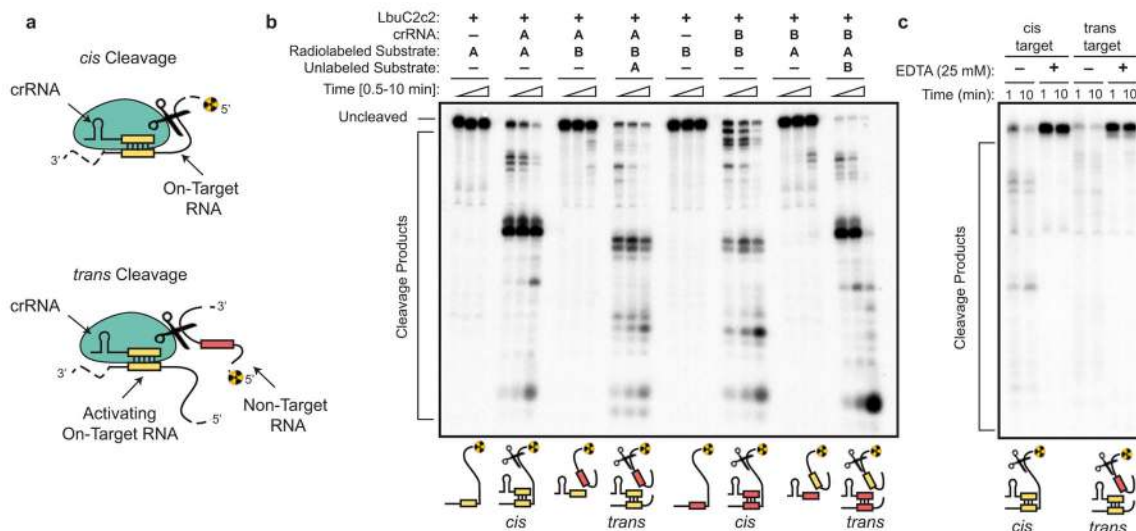 a
cis Cleavage
crRNA
5'
3'
On-Target
RNA
trans Cleavage
crRNA
3'
3'
5'
5'
Activating
On-Target RNA
Non-Target
RNA
b
LbuC2c2: + + + + + + + +
crRNA: – A A A – B B B
Radiolabeled Substrate: A A B B B B A A
Unlabeled Substrate: A B
Time [0.5-10 min]:
Uncleaved
Cleavage Products
cis trans cis trans
c
cis
target
trans
target
EDTA (25 mM): – + – +
Time (min): 1 10 1 10 1 10 1 10
Cleavage Products
cis trans